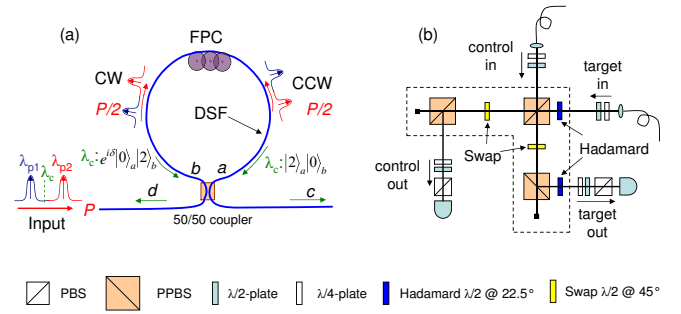 (a)
FPC
CW
CCW
P/2
P/2
DSF
λc: e^{iδ}|0⟩a|2⟩b
λc: |2⟩a|0⟩b
b a
λp1 λc λp2
d
c
Input
P
50/50 coupler
(b)
control
in
target
in
Hadamard
Swap
control
out
target
out
PBS
PPBS
λ/2-plate
λ/4-plate
Hadamard λ/2 @ 22.5°
Swap λ/2 @ 45°